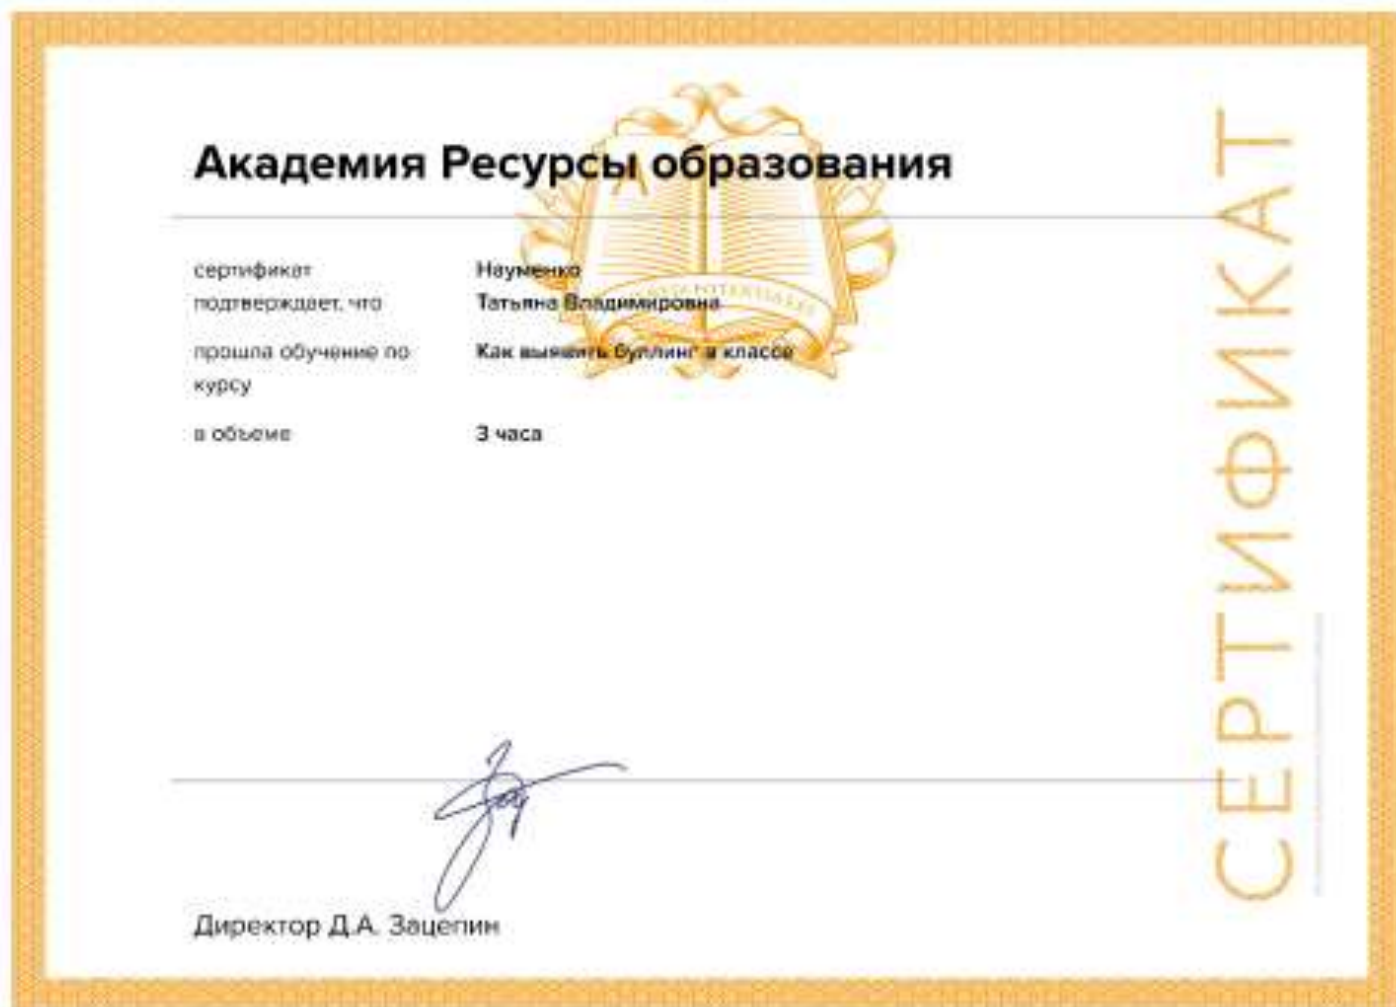 Академия Ресурсы образования
сертификат Науменко
подтверждает, что Татьяна Владимировна
прошла обучение по Как выявить буллинг в классе
курсу
в объеме 3 часа
Директор Д.А. Зацепин
СЕРТИФИКАТ